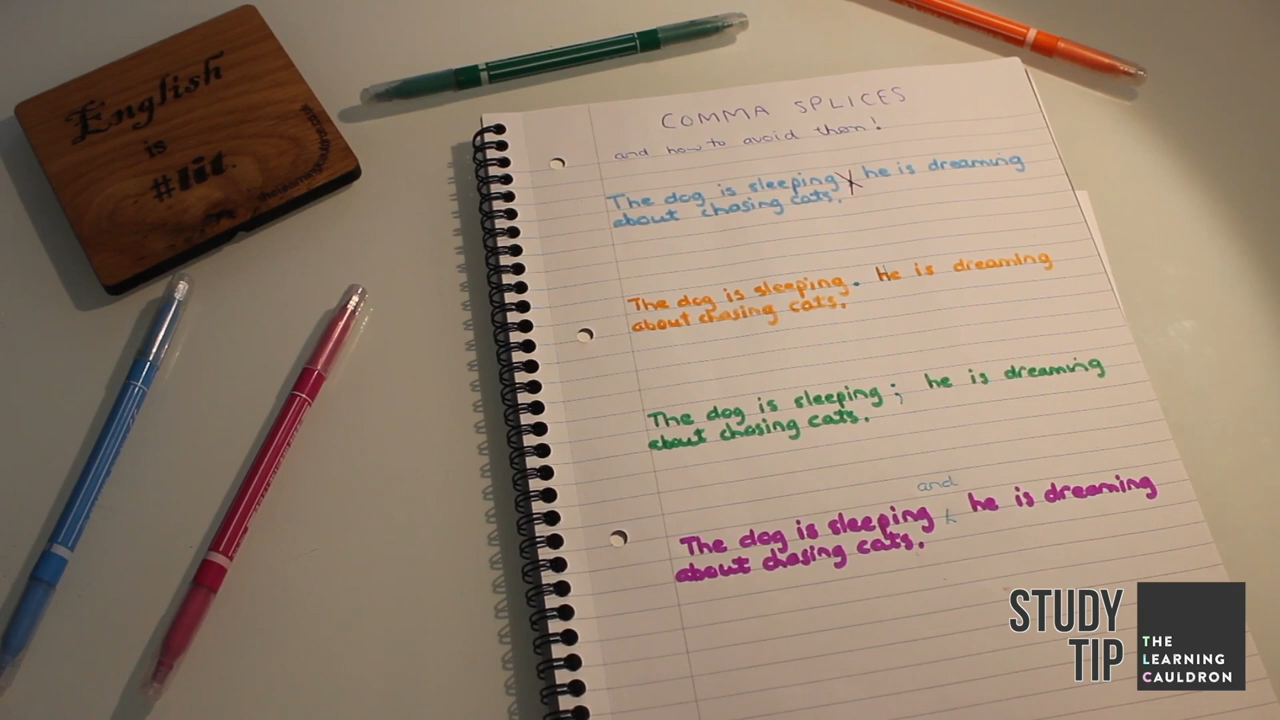 English
is
#lit.
COMMA SPLICES
and how to avoid them!
The dog is sleeping, he is dreaming
about chasing cats.
The dog is sleeping. He is dreaming
about chasing cats.
The dog is sleeping; he is dreaming
about chasing cats.
and
The dog is sleeping he is dreaming
about chasing cats.
STUDY
TIP
THE
LEARNING
CAULDRON